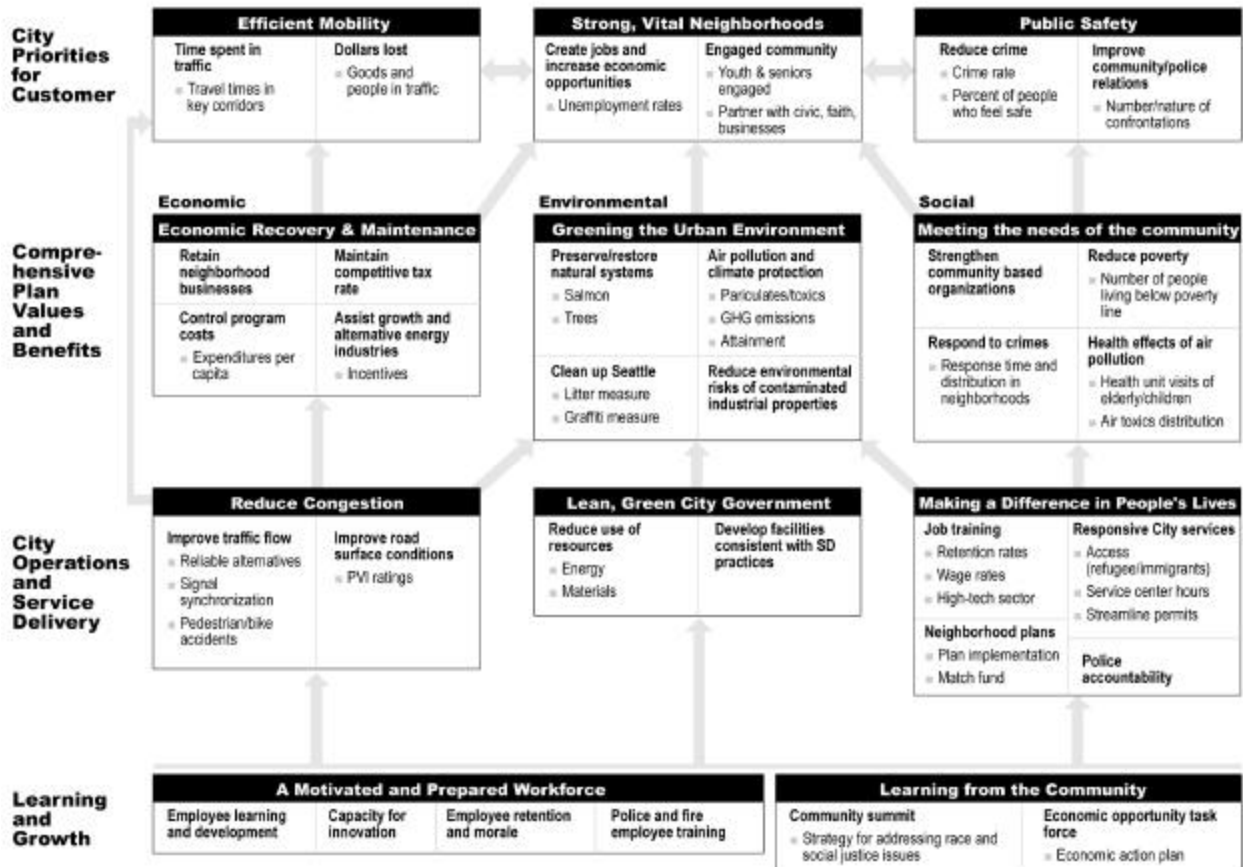 City
Priorities
for
Customer
Efficient Mobility
Time spent in
traffic
Travel times in
key corridors
Dollars lost
Goods and
people in traffic
Strong, Vital Neighborhoods
Create jobs and
increase economic
opportunities
Unemployment rates
Engaged community
Youth & seniors
engaged
Partner with civic, faith,
businesses
Public Safety
Reduce crime
Crime rate
Percent of people
who feel safe
Improve
community/police
relations
Number/nature of
confrontations
Compre-
hensive
Plan
Values
and
Benefits
Economic
Economic Recovery & Maintenance
Retain
neighborhood
businesses
Maintain
competitive tax
rate
Control program
costs
Expenditures per
capita
Assist growth and
alternative energy
industries
Incentives
Environmental
Greening the Urban Environment
Preserve/restore
natural systems
Salmon
Trees
Air pollution and
climate protection
Pariculates/toxics
GHG emissions
Attainment
Clean up Seattle
Litter measure
Graffiti measure
Reduce environmental
risks of contaminated
industrial properties
Social
Meeting the needs of the community
Strengthen
community based
organizations
Reduce poverty
Number of people
living below poverty
line
Respond to crimes
Response time and
distribution in
neighborhoods
Health effects of air
pollution
Health unit visits of
elderly/children
Air toxics distribution
City
Operations
and
Service
Delivery
Reduce Congestion
Improve traffic flow
Reliable alternatives
Signal
synchronization
Pedestrian/bike
accidents
Improve road
surface conditions
PVI ratings
Lean, Green City Government
Reduce use of
resources
Energy
Materials
Develop facilities
consistent with SD
practices
Making a Difference in People's Lives
Job training
Retention rates
Wage rates
High-tech sector
Responsive City services
Access
(refugee/immigrants)
Service center hours
Streamline permits
Neighborhood plans
Plan implementation
Match fund
Police
accountability
Learning
and
Growth
A Motivated and Prepared Workforce
Employee learning
and development
Capacity for
innovation
Employee retention
and morale
Police and fire
employee training
Learning from the Community
Community summit
Strategy for addressing race and
social justice issues
Economic opportunity task
force
Economic action plan